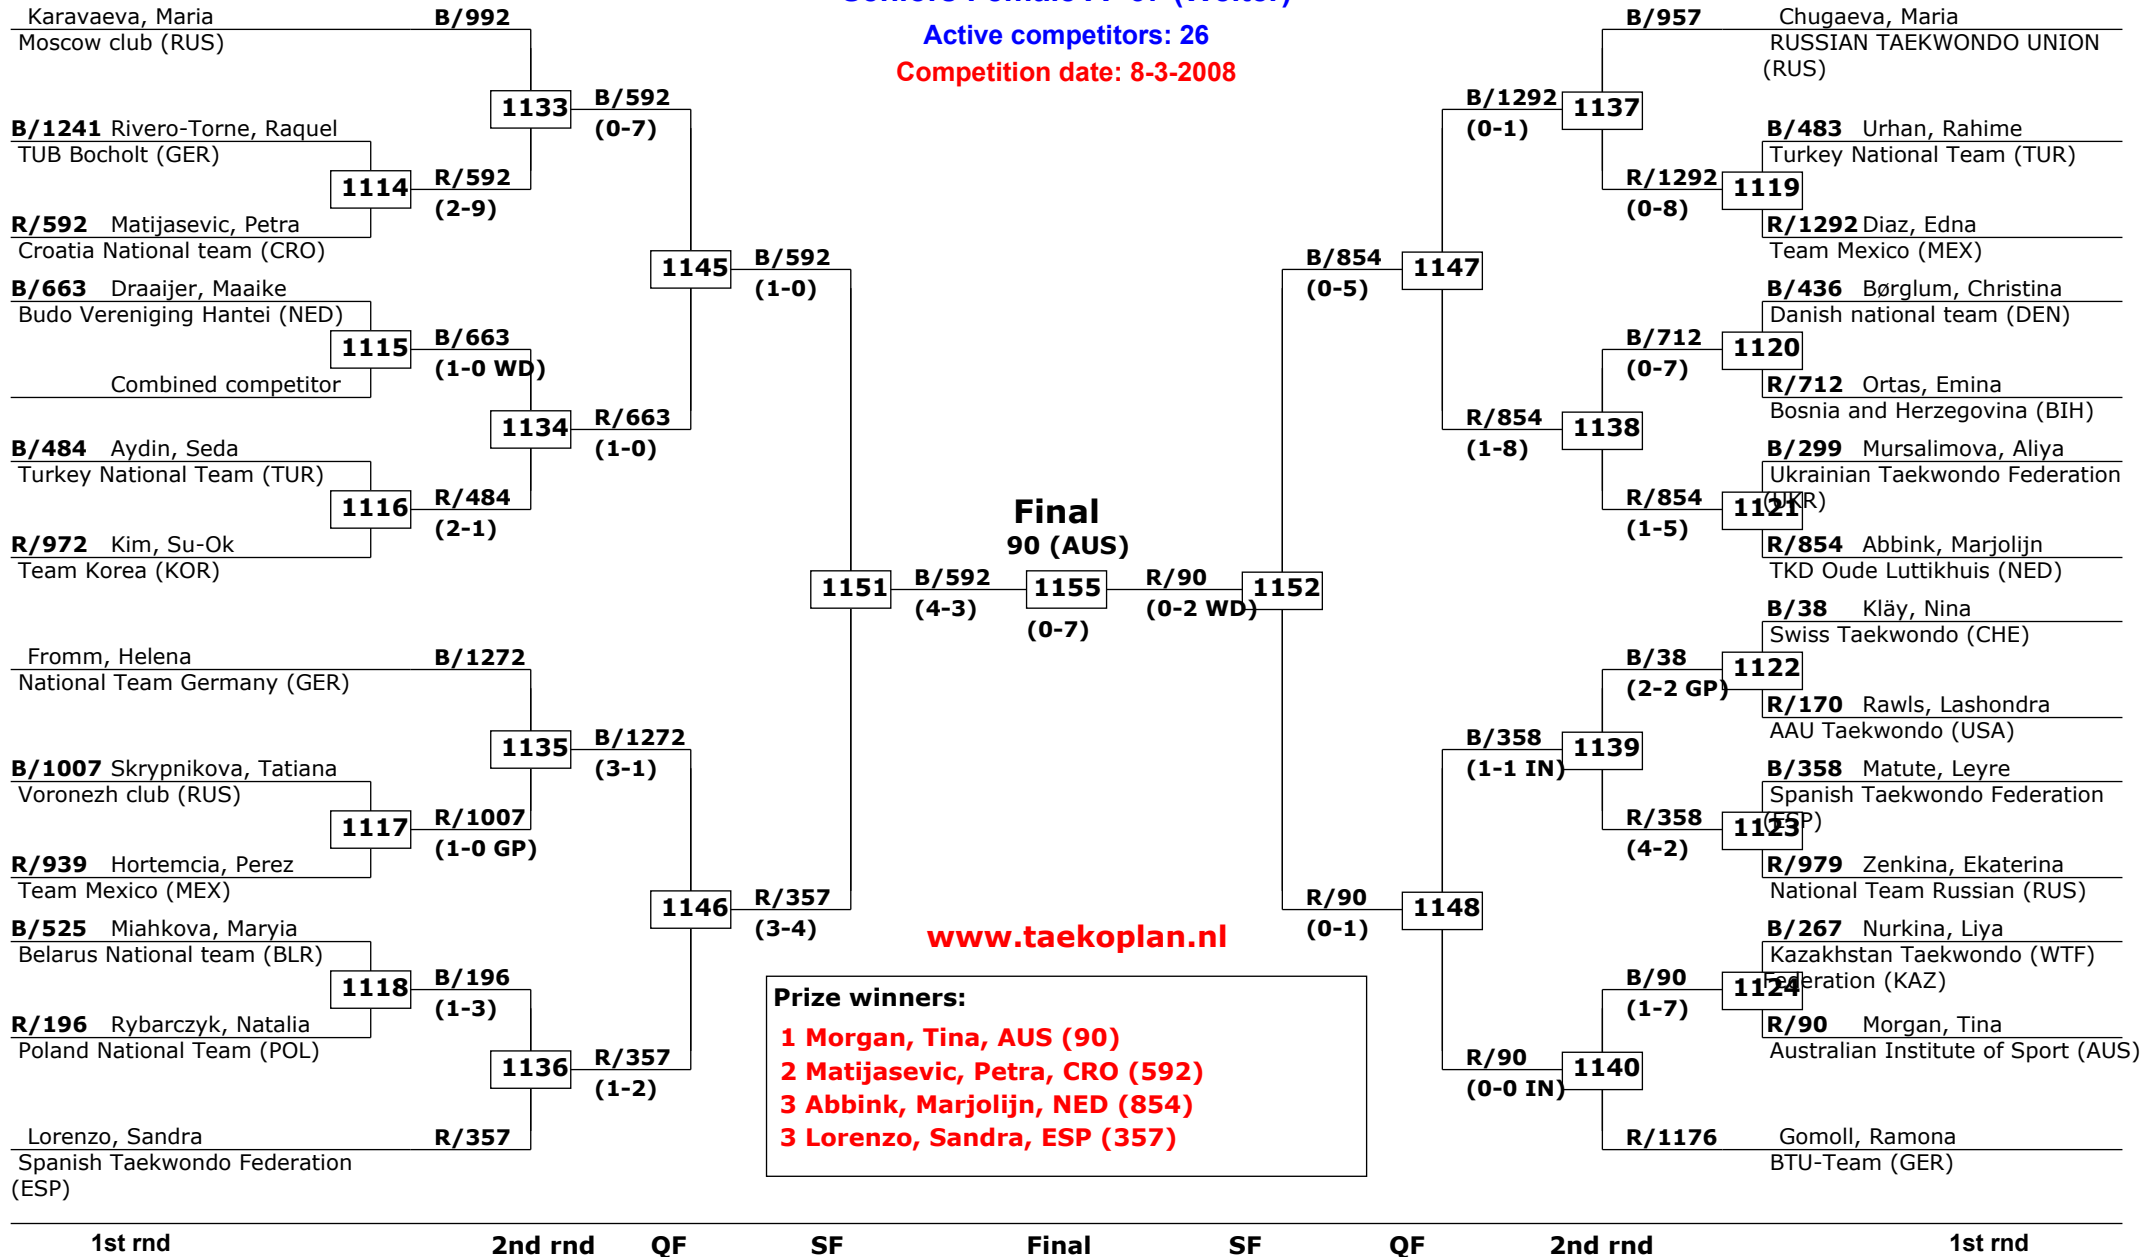 Active competitors: 26
Competition date: 8-3-2008
Karavaeva, Maria
B/992
Moscow club (RUS)
1133
B/592
(0-7)
B/1241 Rivero-Torne, Raquel
TUB Bocholt (GER)
1114
R/592
(2-9)
R/592 Matijasevic, Petra
Croatia National team (CRO)
1145
B/592
(1-0)
B/663 Draaijer, Maaike
Budo Vereniging Hantei (NED)
1115
B/663
(1-0 WD)
Combined competitor
1134
R/663
(1-0)
B/484 Aydin, Seda
Turkey National Team (TUR)
1116
R/484
(2-1)
R/972 Kim, Su-Ok
Team Korea (KOR)
1151
B/592
(4-3)
Fromm, Helena
B/1272
National Team Germany (GER)
1135
B/1272
(3-1)
B/1007 Skrypnikova, Tatiana
Voronezh club (RUS)
1117
R/1007
(1-0 GP)
R/939 Hortemcia, Perez
Team Mexico (MEX)
1146
R/357
(3-4)
B/525 Miahkova, Maryia
Belarus National team (BLR)
1118
B/196
(1-3)
R/196 Rybarczyk, Natalia
Poland National Team (POL)
1136
R/357
(1-2)
Lorenzo, Sandra
R/357
Spanish Taekwondo Federation
(ESP)
Final
90 (AUS)
1155
(0-7)
R/90
(0-2 WD)
1152
B/957
Chugaeva, Maria
RUSSIAN TAEKWONDO UNION
(RUS)
B/1292
(0-1)
1137
B/483 Urhan, Rahime
Turkey National Team (TUR)
R/1292
(0-8)
1119
R/1292 Diaz, Edna
Team Mexico (MEX)
B/854
(0-5)
1147
B/436 Børglum, Christina
Danish national team (DEN)
B/712
(0-7)
1120
R/712 Ortas, Emina
Bosnia and Herzegovina (BIH)
R/854
(1-8)
1138
B/299 Mursalimova, Aliya
Ukrainian Taekwondo Federation
(UKR)
R/854
(1-5)
1121
R/854 Abbink, Marjolijn
TKD Oude Luttikhuis (NED)
B/38 Kläy, Nina
Swiss Taekwondo (CHE)
B/38
(2-2 GP)
1122
R/170 Rawls, Lashondra
AAU Taekwondo (USA)
B/358
(1-1 IN)
1139
B/358 Matute, Leyre
Spanish Taekwondo Federation
(ESP)
R/358
(4-2)
1123
R/979 Zenkina, Ekaterina
National Team Russian (RUS)
R/90
(0-1)
1148
B/267 Nurkina, Liya
Kazakhstan Taekwondo (WTF)
Federation (KAZ)
B/90
(1-7)
1124
R/90 Morgan, Tina
Australian Institute of Sport (AUS)
R/90
(0-0 IN)
1140
R/1176
Gomoll, Ramona
BTU-Team (GER)
www.taekoplan.nl
Prize winners:
1 Morgan, Tina, AUS (90)
2 Matijasevic, Petra, CRO (592)
3 Abbink, Marjolijn, NED (854)
3 Lorenzo, Sandra, ESP (357)
1st rnd 2nd rnd QF SF Final SF QF 2nd rnd 1st rnd